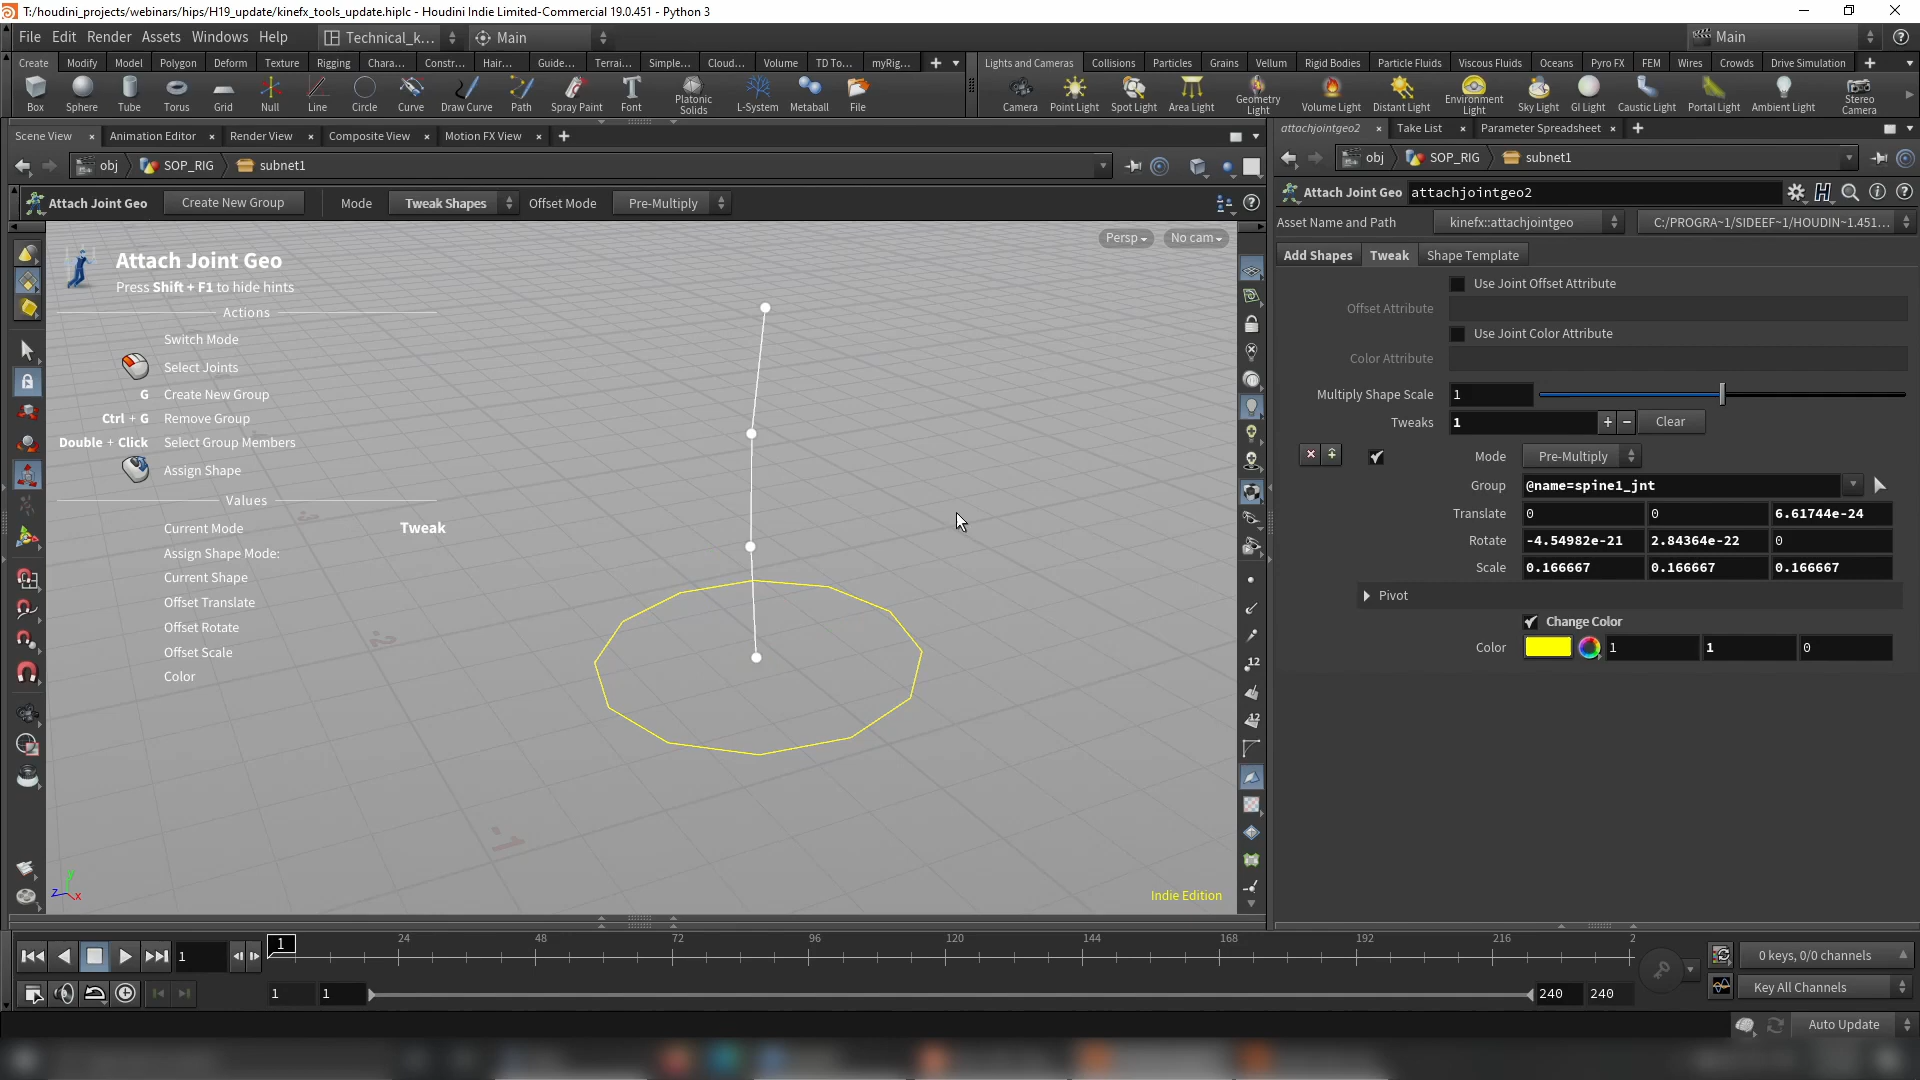 T:/houdini_projects/webinars/hips/H19_update/kinefx_tools_update.hiplc - Houdini Indie Limited-Commercial 19.0.451 - Python 3
File Edit Render Assets Windows Help Technical_k... Main Main
Create Modify Model Polygon Deform Texture Rigging Chara... Constr... Hair... Guide... Terrai... Simple... Cloud... Volume TD To... myRig...
Lights and Cameras Collisions Particles Grains Vellum Rigid Bodies Particle Fluids Viscous Fluids Oceans Pyro FX FEM Wires Crowds Drive Simulation
Box Sphere Tube Torus Grid Null Line Circle Curve Draw Curve Path Spray Paint Font Platonic Solids L-System Metaball File
Camera Point Light Spot Light Area Light Geometry Light Volume Light Distant Light Environment Light Sky Light GI Light Caustic Light Portal Light Ambient Light Stereo Camera
Scene View Animation Editor Render View Composite View Motion FX View
attachjointgeo2 Take List Parameter Spreadsheet
obj SOP_RIG subnet1
obj SOP_RIG subnet1
Attach Joint Geo Create New Group Mode Tweak Shapes Offset Mode Pre-Multiply
Attach Joint Geo attachjointgeo2
Asset Name and Path kinefx::attachjointgeo C:/PROGRA~1/SIDEEF~1/HOUDIN~1.451...
Persp No cam
Attach Joint Geo
Press Shift + F1 to hide hints
Actions
Switch Mode
Select Joints
G Create New Group
Ctrl + G Remove Group
Double + Click Select Group Members
Assign Shape
Values
Current Mode Tweak
Assign Shape Mode:
Current Shape
Offset Translate
Offset Rotate
Offset Scale
Color
Indie Edition
z y x
12
12
Add Shapes Tweak Shape Template
Use Joint Offset Attribute
Offset Attribute
Use Joint Color Attribute
Color Attribute
Multiply Shape Scale 1
Tweaks 1 + - Clear
Mode Pre-Multiply
Group @name=spine1_jnt
Translate 0 0 6.61744e-24
Rotate -4.54982e-21 2.84364e-22 0
Scale 0.166667 0.166667 0.166667
Pivot
Change Color
Color 1 1 0
1 1 24 48 72 96 120 144 168 192 216 2
0 keys, 0/0 channels
1 1 240 240
Key All Channels
Auto Update